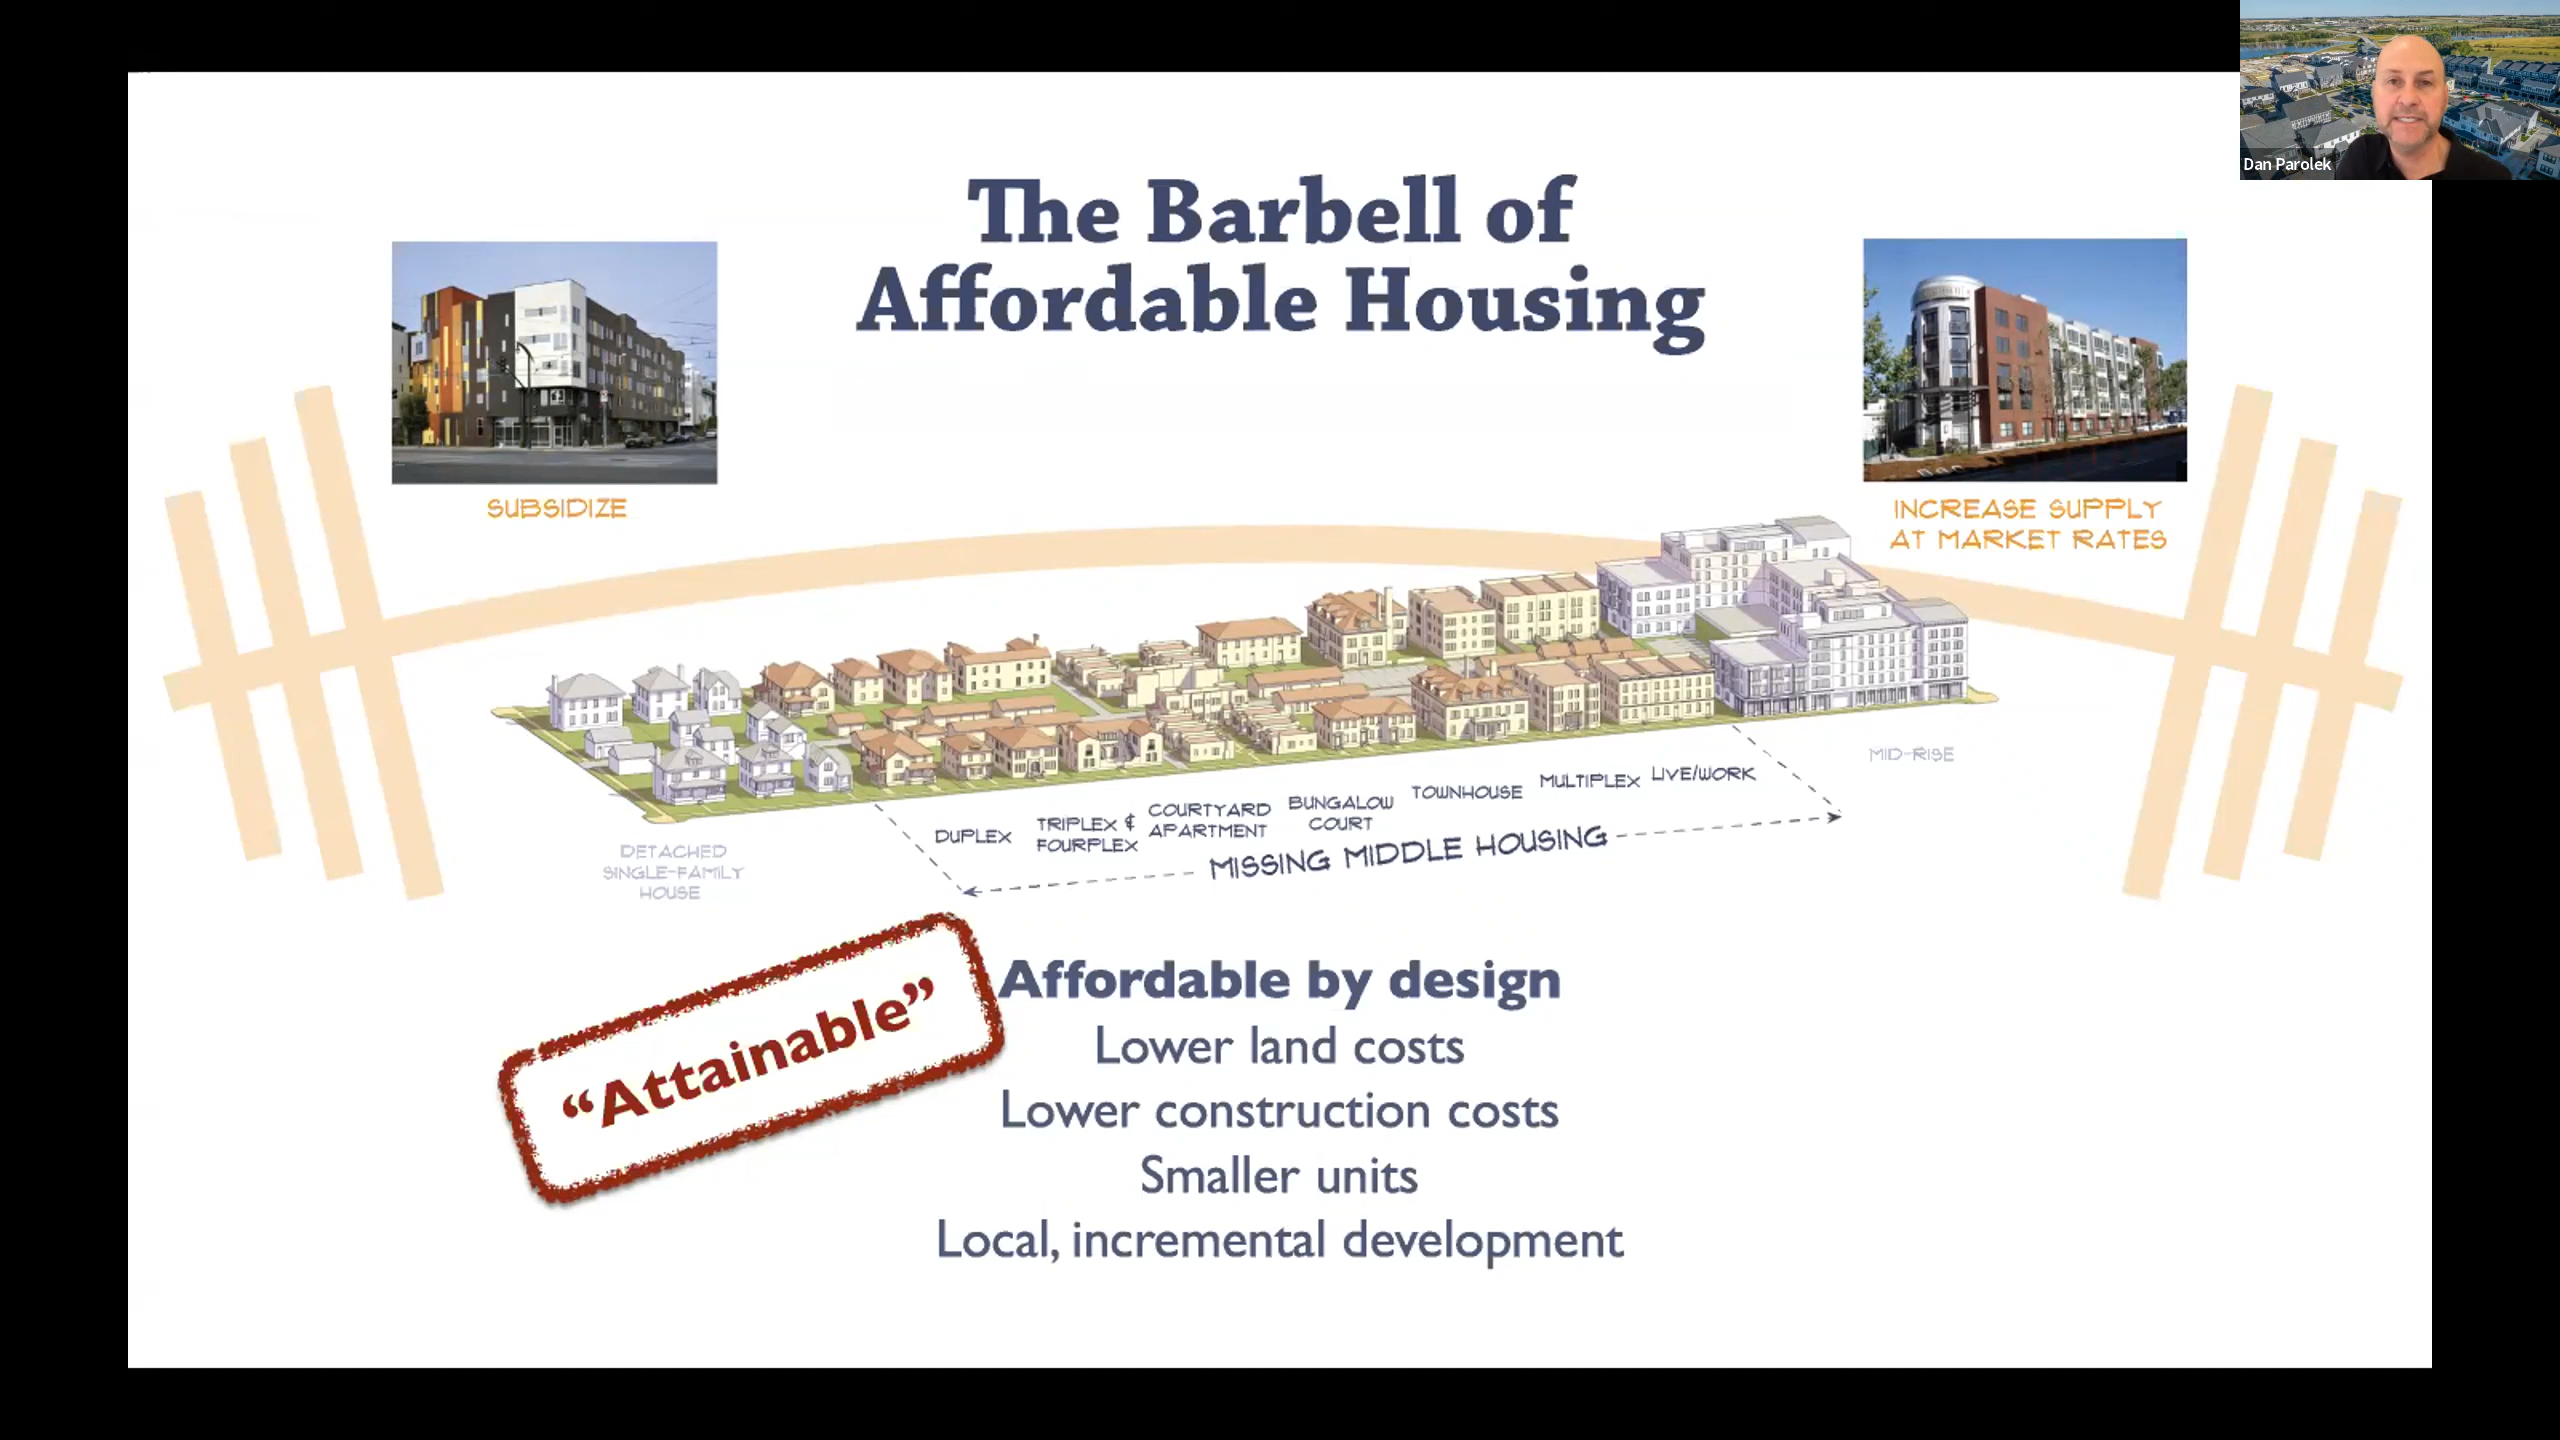 Dan Parolek
The Barbell of
Affordable Housing
SUBSIDIZE
INCREASE SUPPLY
AT MARKET RATES
DETACHED
SINGLE-FAMILY
HOUSE
DUPLEX
TRIPLEX &
FOURPLEX
COURTYARD
APARTMENT
BUNGALOW
COURT
TOWNHOUSE
MULTIPLEX
LIVE/WORK
MID-RISE
MISSING MIDDLE HOUSING
“Attainable”
Affordable by design
Lower land costs
Lower construction costs
Smaller units
Local, incremental development